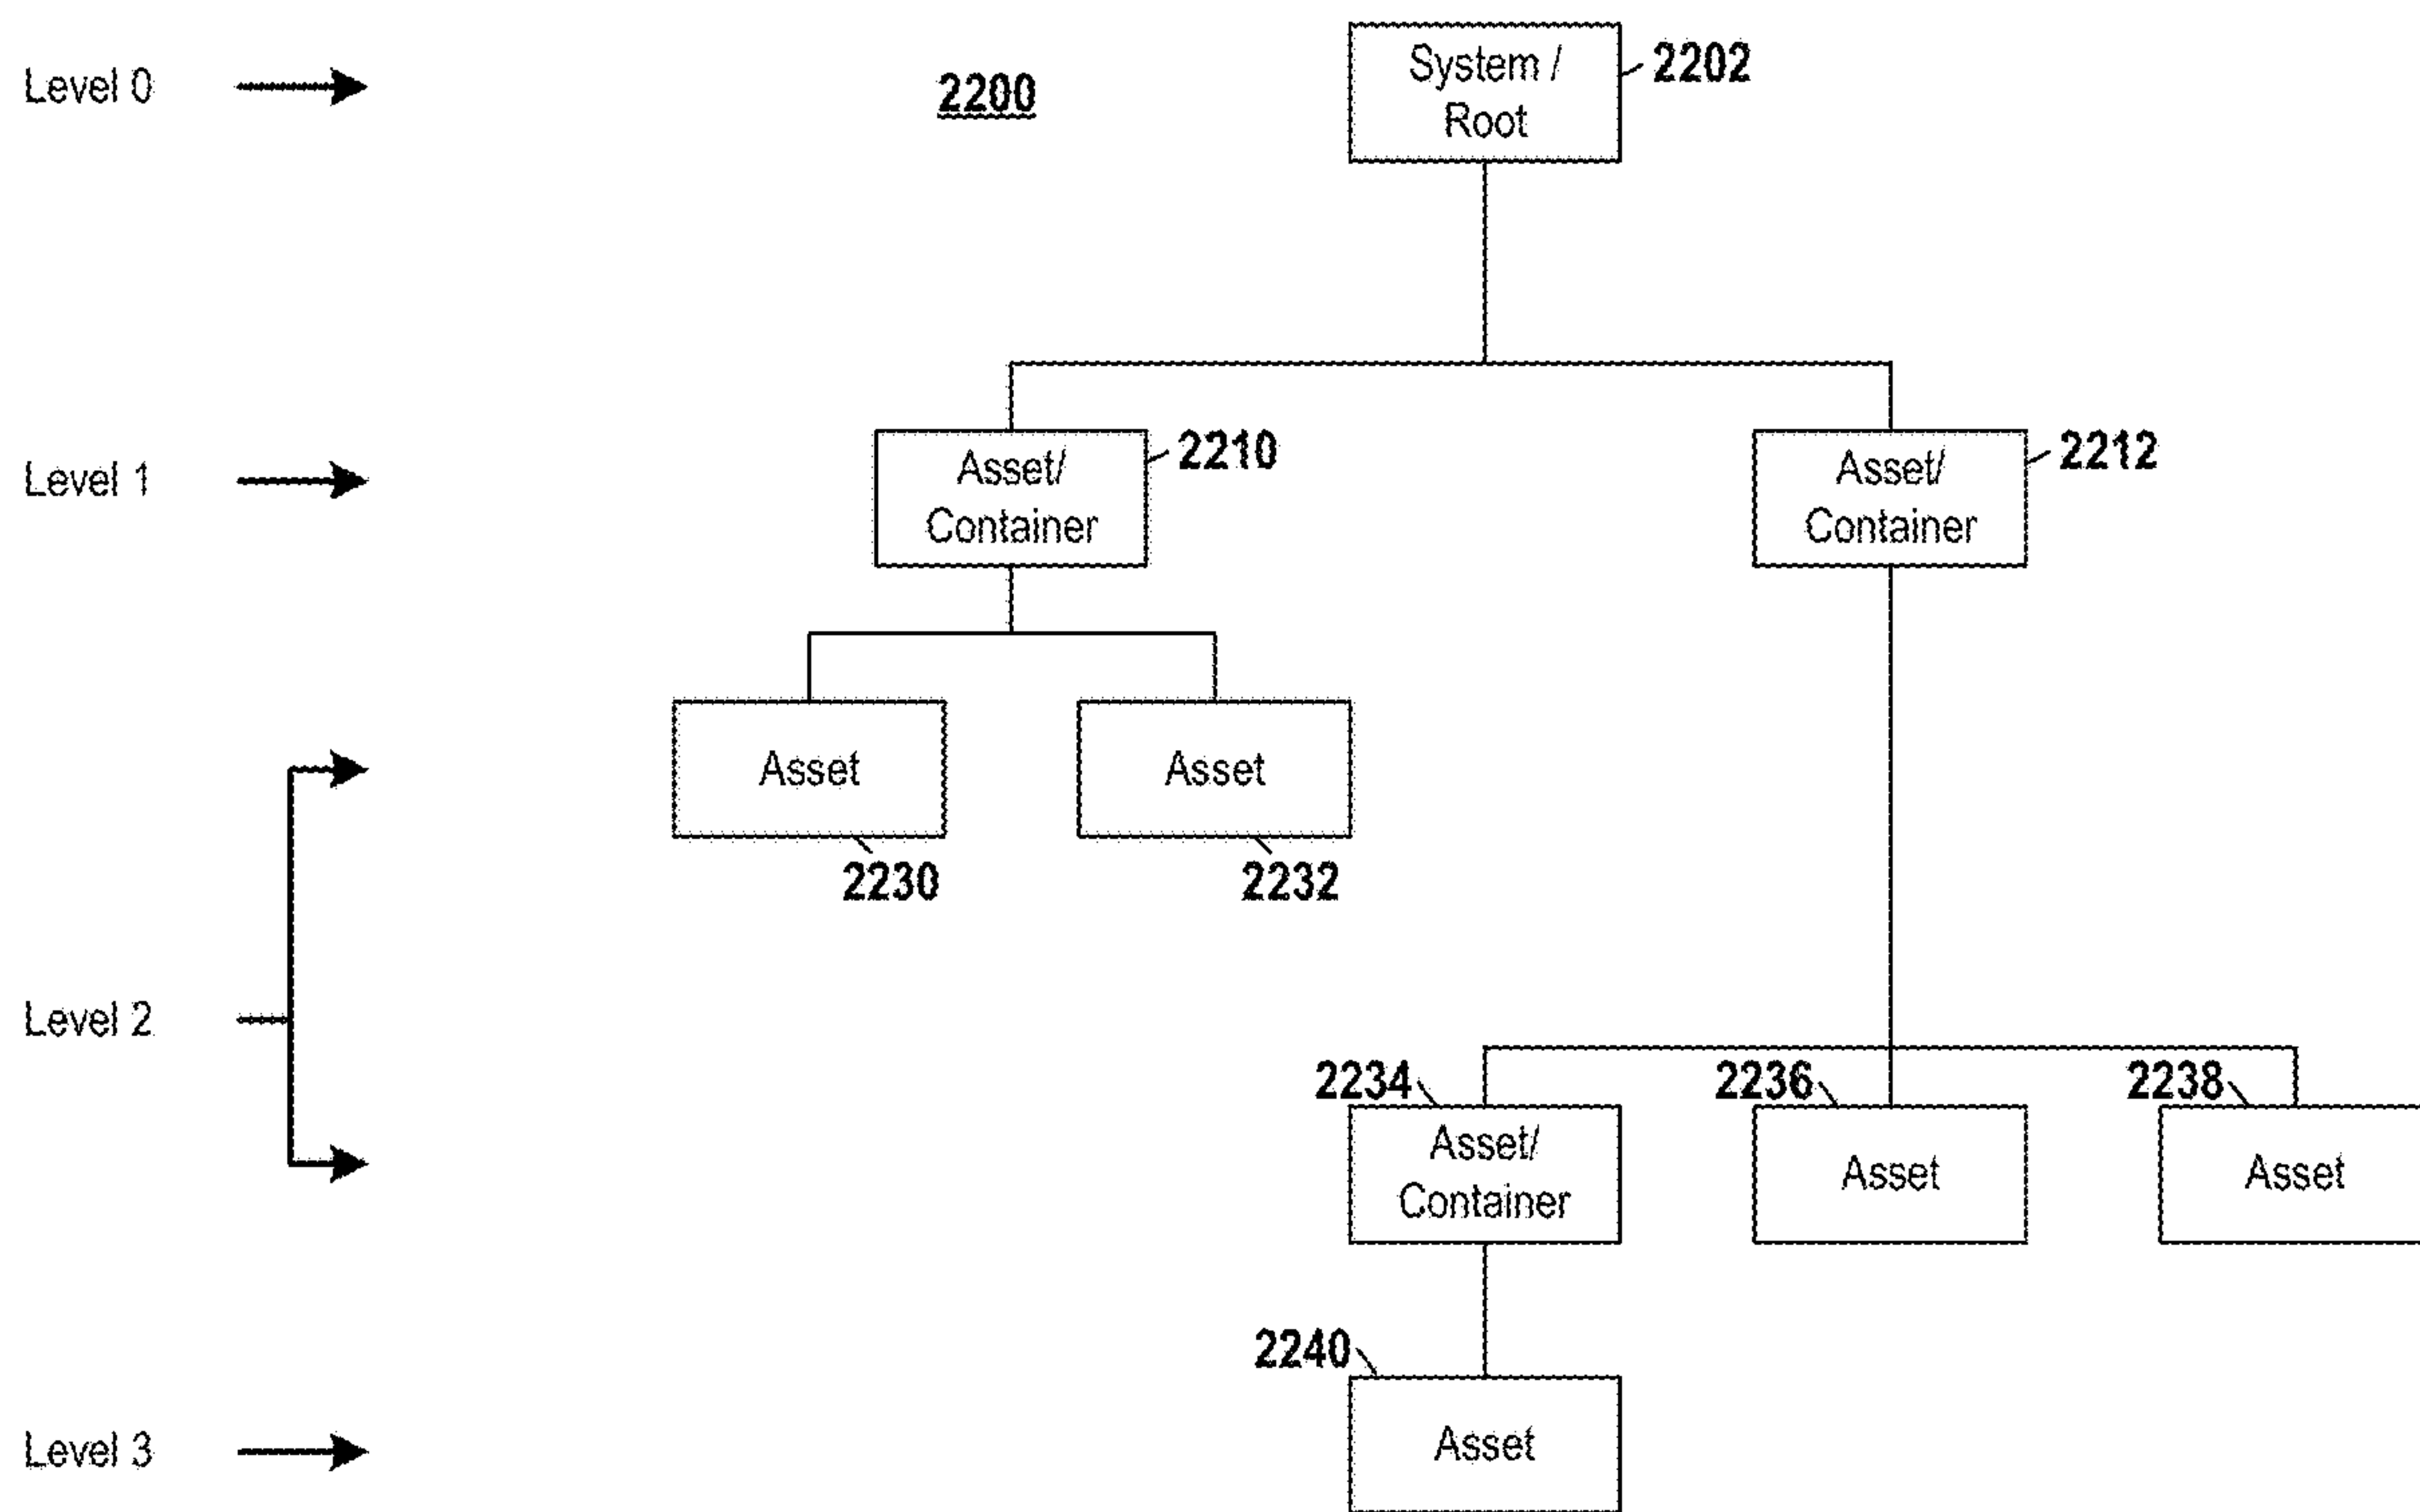 Level 0
2200
System /
Root
2202
Level 1
Asset/
Container
2210
Asset/
Container
2212
Asset
2230
Asset
2232
Level 2
2234
Asset/
Container
2236
Asset
2238
Asset
2240
Level 3
Asset